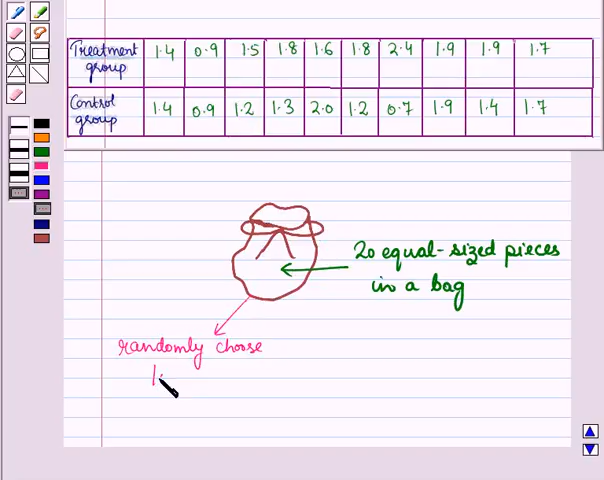 Treatment group 1.4 0.9 1.5 1.8 1.6 1.8 2.4 1.9 1.9 1.7
Control group 1.4 0.9 1.2 1.3 2.0 1.2 0.7 1.9 1.4 1.7
20 equal-sized pieces
in a bag
randomly choose